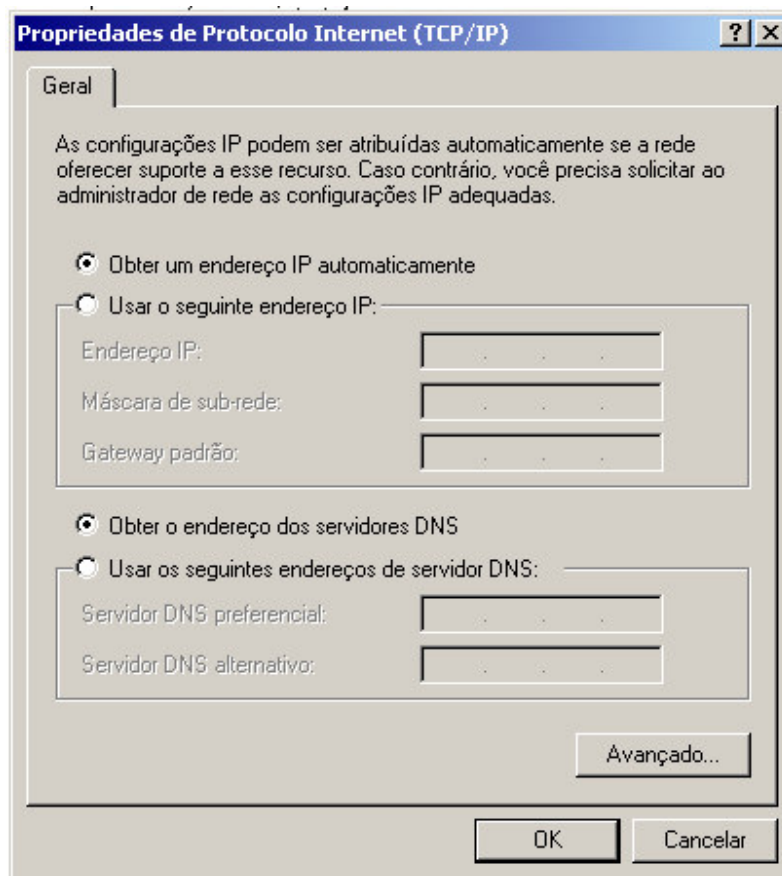 Propriedades de Protocolo Internet (TCP/IP)
Geral
As configurações IP podem ser atribuídas automaticamente se a rede
oferecer suporte a esse recurso. Caso contrário, você precisa solicitar ao
administrador de rede as configurações IP adequadas.
Obter um endereço IP automaticamente
Usar o seguinte endereço IP:
Endereço IP:
Máscara de sub-rede:
Gateway padrão:
Obter o endereço dos servidores DNS
Usar os seguintes endereços de servidor DNS:
Servidor DNS preferencial:
Servidor DNS alternativo:
Avançado...
OK
Cancelar